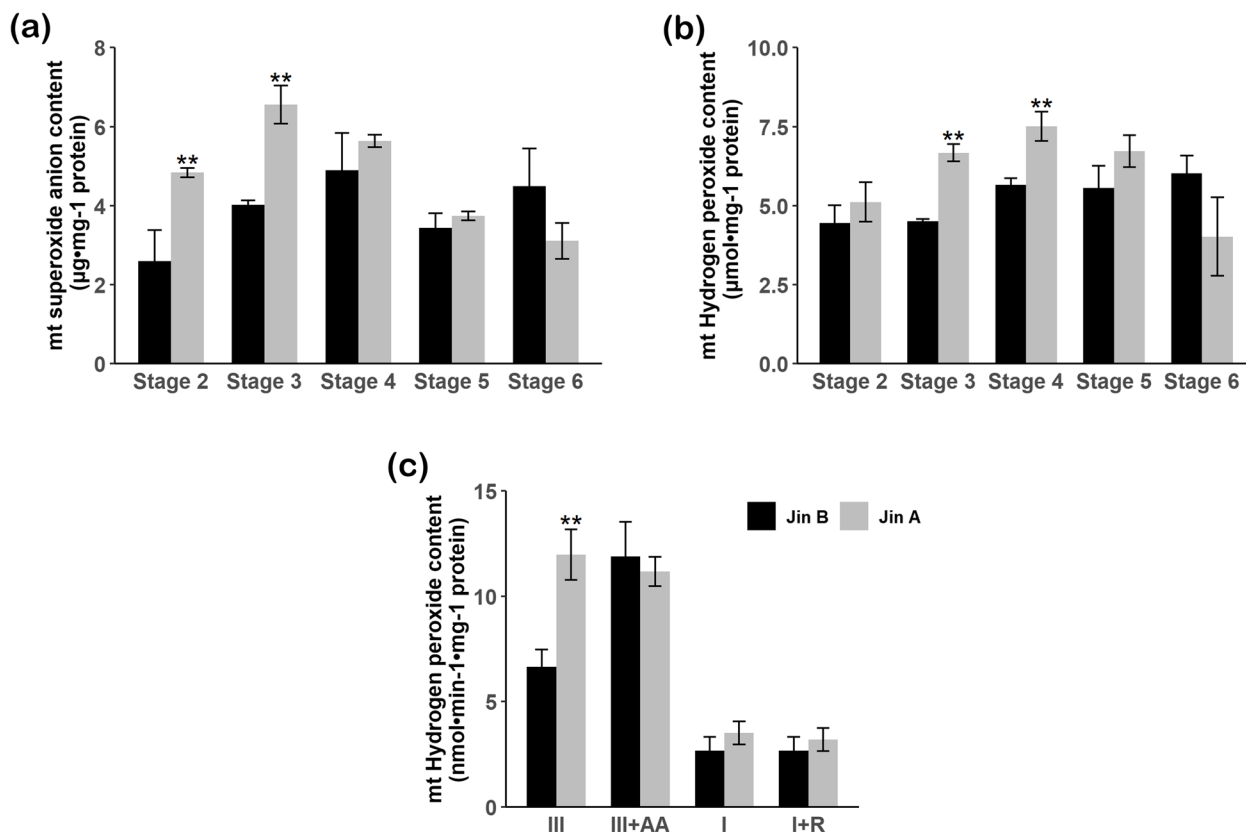 (a)
mt superoxide anion content
(µg•mg-1 protein)
8
6
4
2
0
**
**
Stage 2 Stage 3 Stage 4 Stage 5 Stage 6
(b)
mt Hydrogen peroxide content
(µmol•mg-1 protein)
10.0
7.5
5.0
2.5
0.0
**
**
Stage 2 Stage 3 Stage 4 Stage 5 Stage 6
(c)
mt Hydrogen peroxide content
(nmol•min-1•mg-1 protein)
15
10
5
0
**
III III+AA I I+R
Jin B Jin A